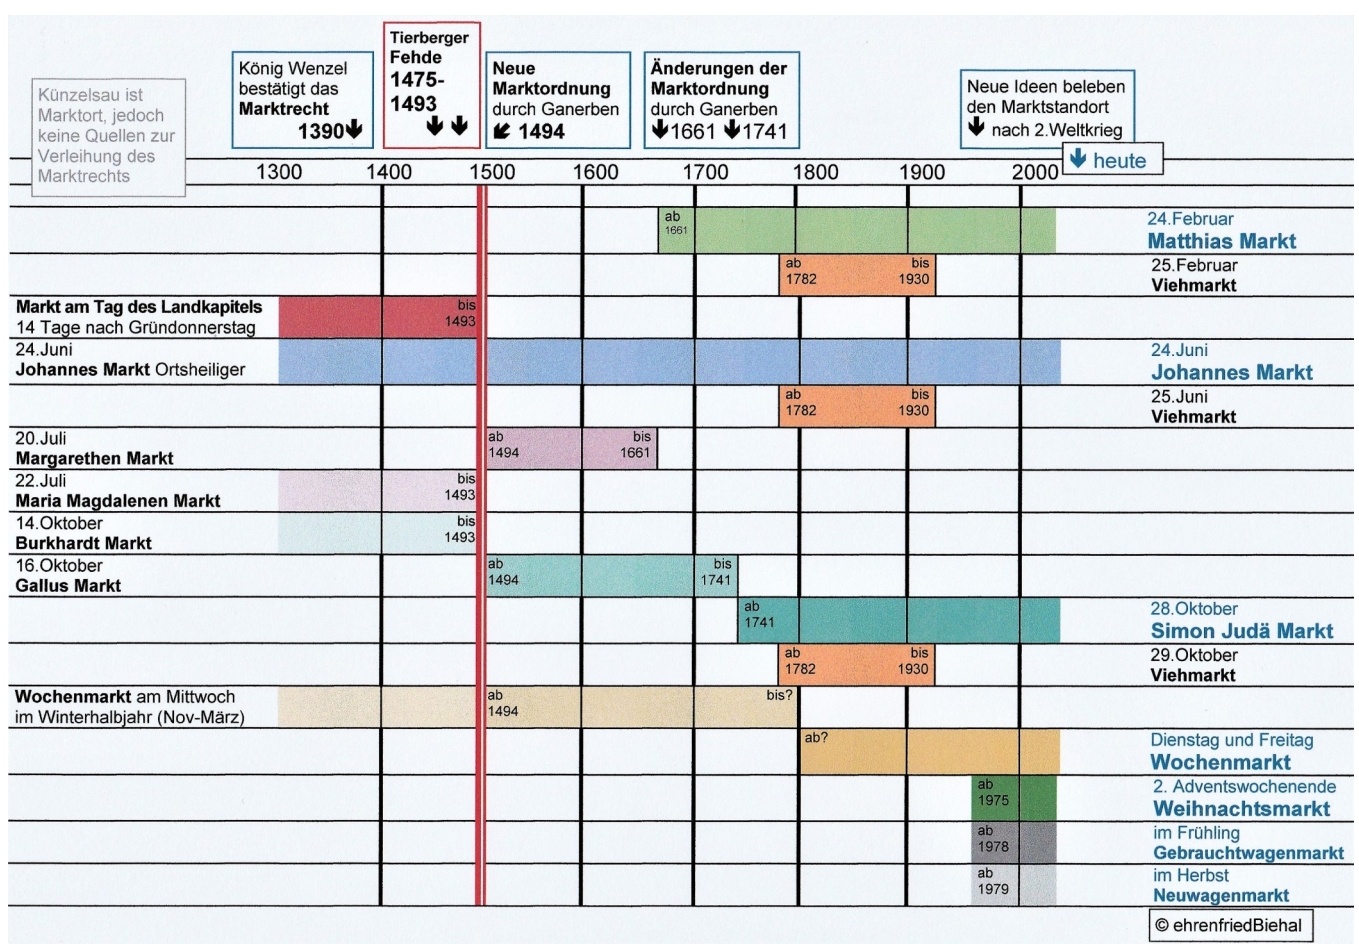 Künzelsau ist
Marktort, jedoch
keine Quellen zur
Verleihung des
Marktrechts
König Wenzel
bestätigt das
Marktrecht
1390
Tierberger
Fehde
1475-
1493
Neue
Marktordnung
durch Ganerben
1494
Änderungen der
Marktordnung
durch Ganerben
1661 1741
Neue Ideen beleben
den Marktstandort
nach 2.Weltkrieg
heute
1300 1400 1500 1600 1700 1800 1900 2000
ab
1661
24.Februar
Matthias Markt
ab bis
1782 1930
25.Februar
Viehmarkt
Markt am Tag des Landkapitels
14 Tage nach Gründonnerstag
bis
1493
24.Juni
Johannes Markt Ortsheiliger
24.Juni
Johannes Markt
ab bis
1782 1930
25.Juni
Viehmarkt
20.Juli
Margarethen Markt
ab bis
1494 1661
22.Juli
Maria Magdalenen Markt
bis
1493
14.Oktober
Burkhardt Markt
bis
1493
16.Oktober
Gallus Markt
ab bis
1494 1741
ab
1741
28.Oktober
Simon Judä Markt
ab bis
1782 1930
29.Oktober
Viehmarkt
Wochenmarkt am Mittwoch
im Winterhalbjahr (Nov-März)
ab bis?
1494
ab?
Dienstag und Freitag
Wochenmarkt
ab
1975
2. Adventswochenende
Weihnachtsmarkt
ab
1978
im Frühling
Gebrauchtwagenmarkt
ab
1979
im Herbst
Neuwagenmarkt
© ehrenfriedBiehal